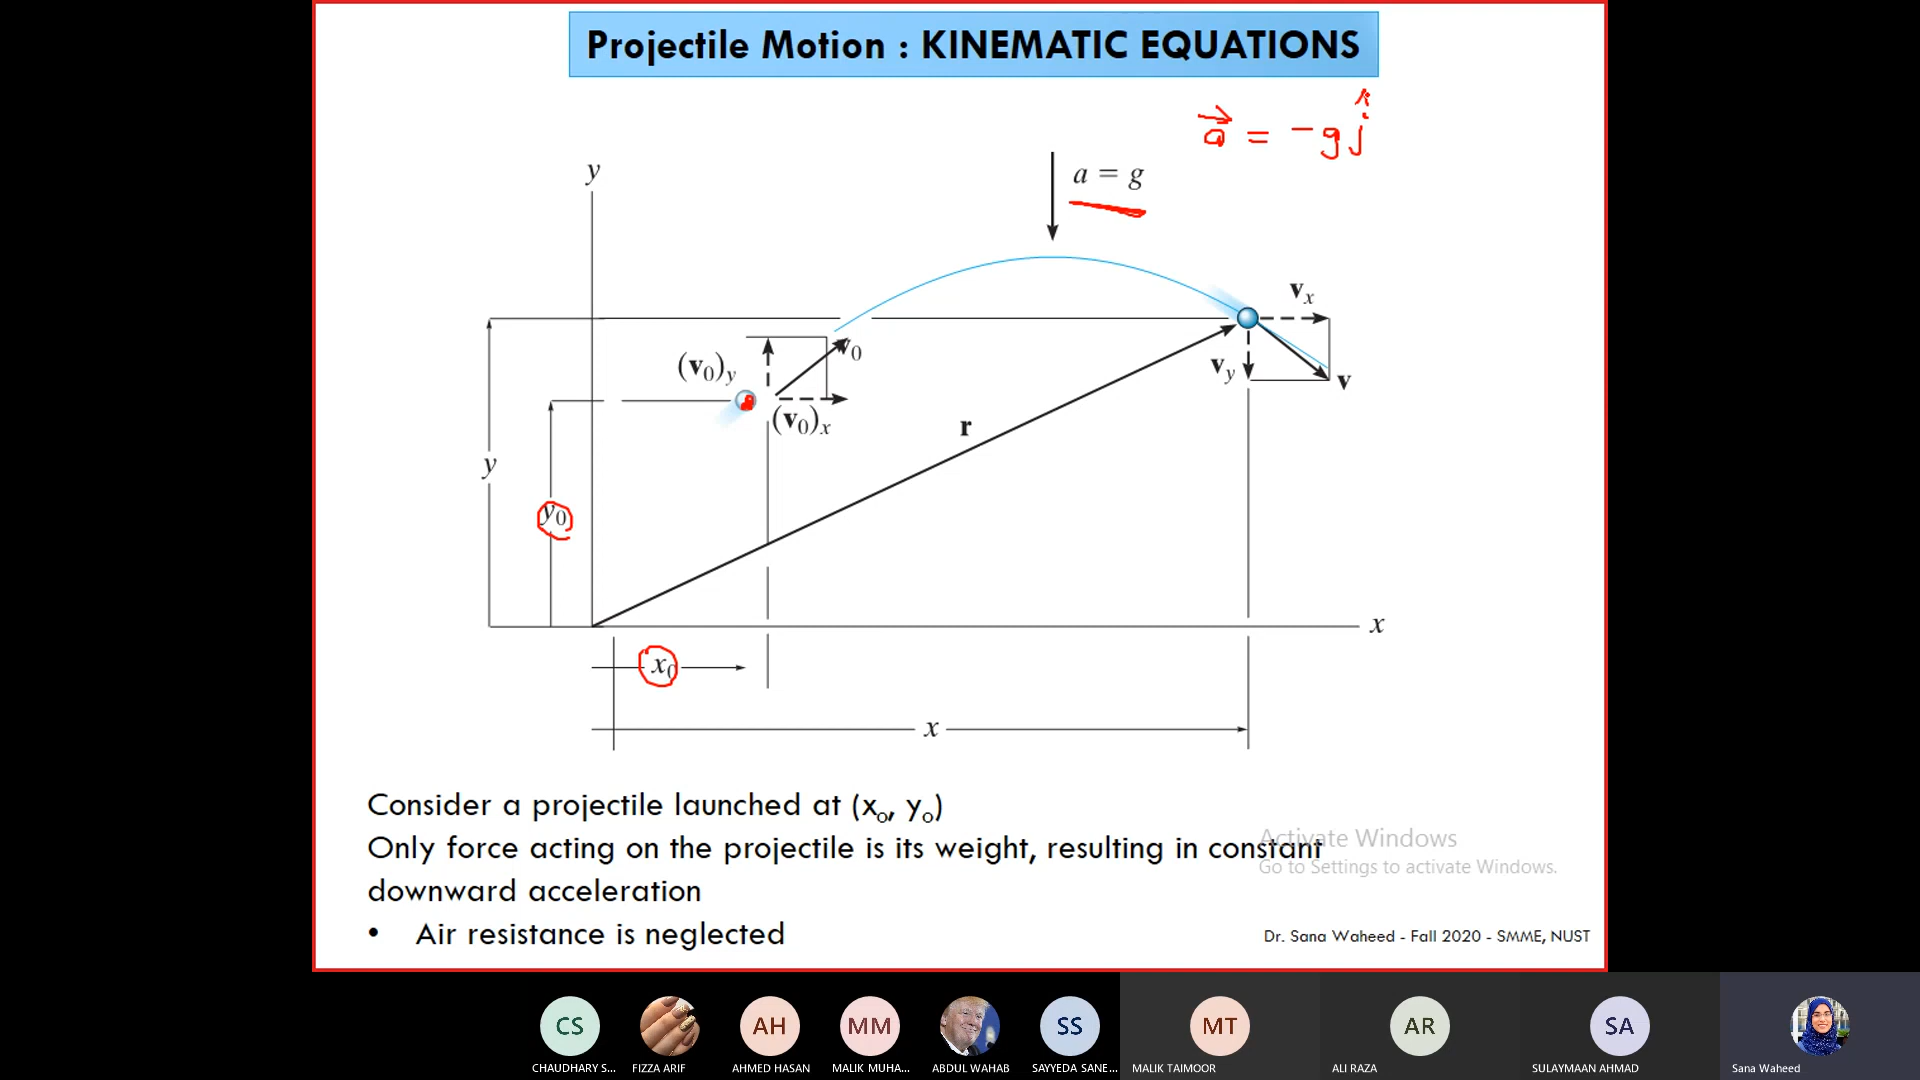 Projectile Motion : KINEMATIC EQUATIONS
a = -gĵ
y
a = g
vₓ
(v₀)y
v₀
vy
v
(v₀)ₓ
r
y
y₀
x
x₀
x
Consider a projectile launched at (xₒ, yₒ)
Only force acting on the projectile is its weight, resulting in constant
downward acceleration
• Air resistance is neglected
Activate Windows
Go to Settings to activate Windows.
Dr. Sana Waheed - Fall 2020 - SMME, NUST
CS AH MM SS MT AR SA
CHAUDHARY S... FIZZA ARIF AHMED HASAN MALIK MUHA... ABDUL WAHAB SAYYEDA SANE... MALIK TAIMOOR ALI RAZA SULAYMAAN AHMAD Sana Waheed